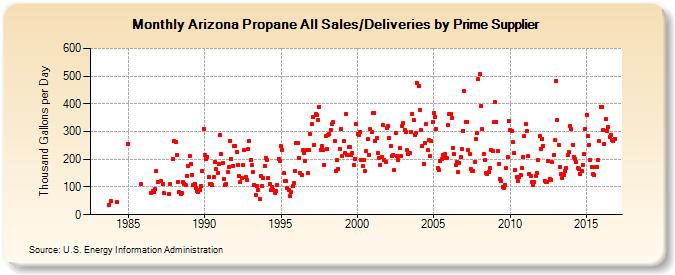 Monthly Arizona Propane All Sales/Deliveries by Prime Supplier
Thousand Gallons per Day
600
500
400
300
200
100
0
1985 1990 1995 2000 2005 2010 2015
Source: U.S. Energy Information Administration